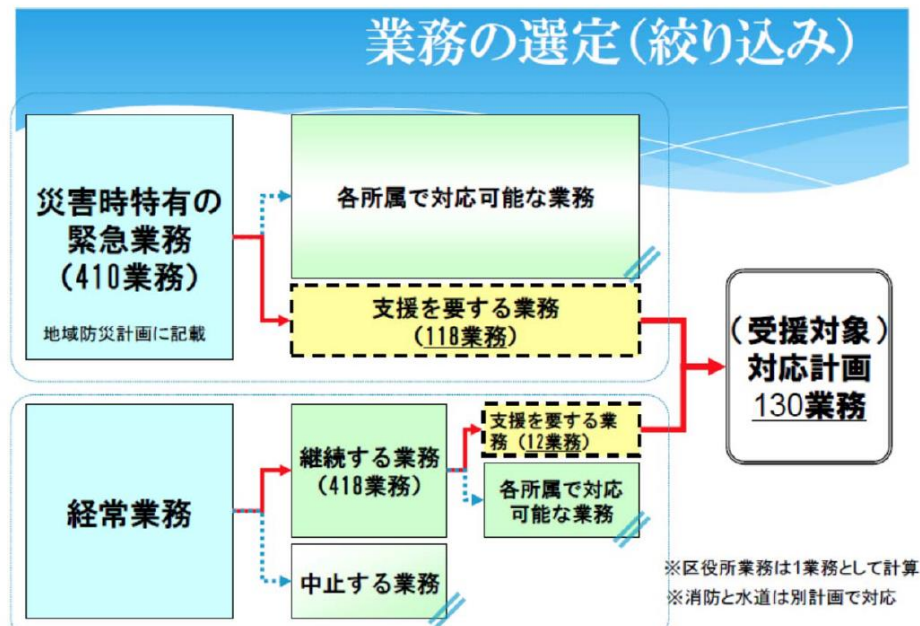 業務の選定(絞り込み)
災害時特有の
緊急業務
(410業務)
地域防災計画に記載
各所属で対応可能な業務
支援を要する業務
(118業務)
(受援対象)
対応計画
130業務
経常業務
継続する業務
(418業務)
支援を要する業
務(12業務)
各所属で対応
可能な業務
中止する業務
※区役所業務は1業務として計算
※消防と水道は別計画で対応